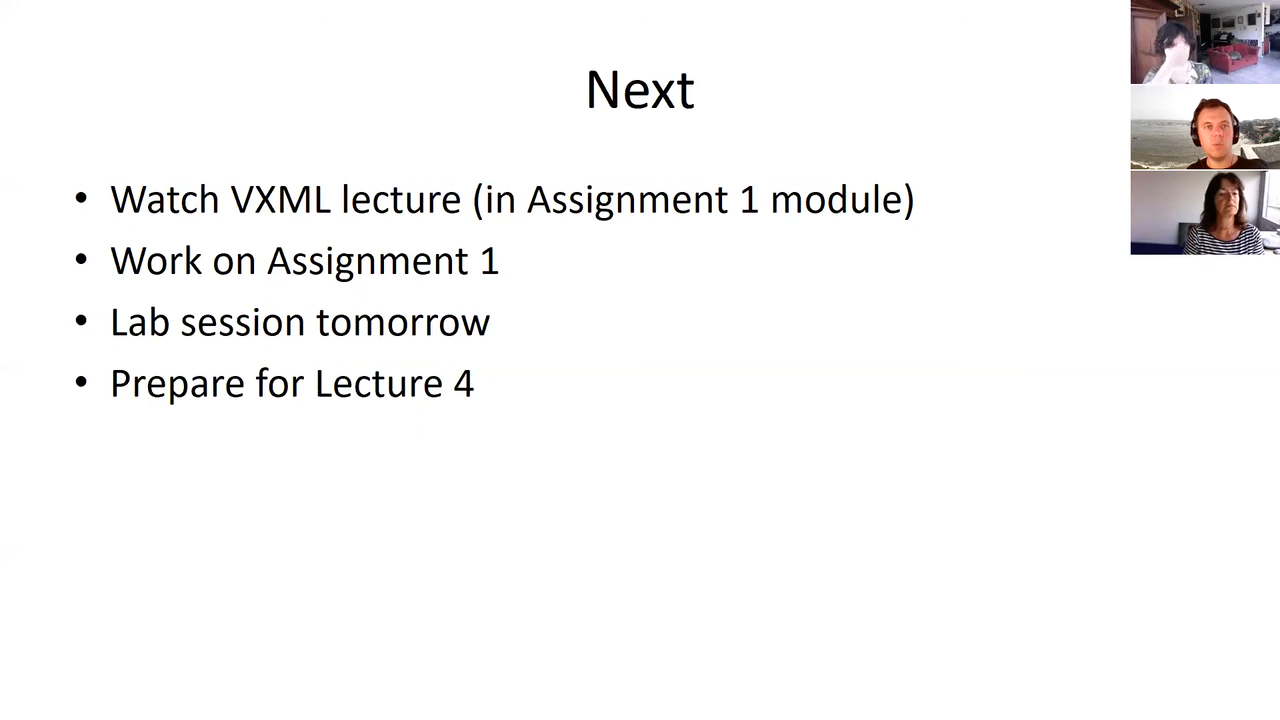 Next
• Watch VXML lecture (in Assignment 1 module)
• Work on Assignment 1
• Lab session tomorrow
• Prepare for Lecture 4